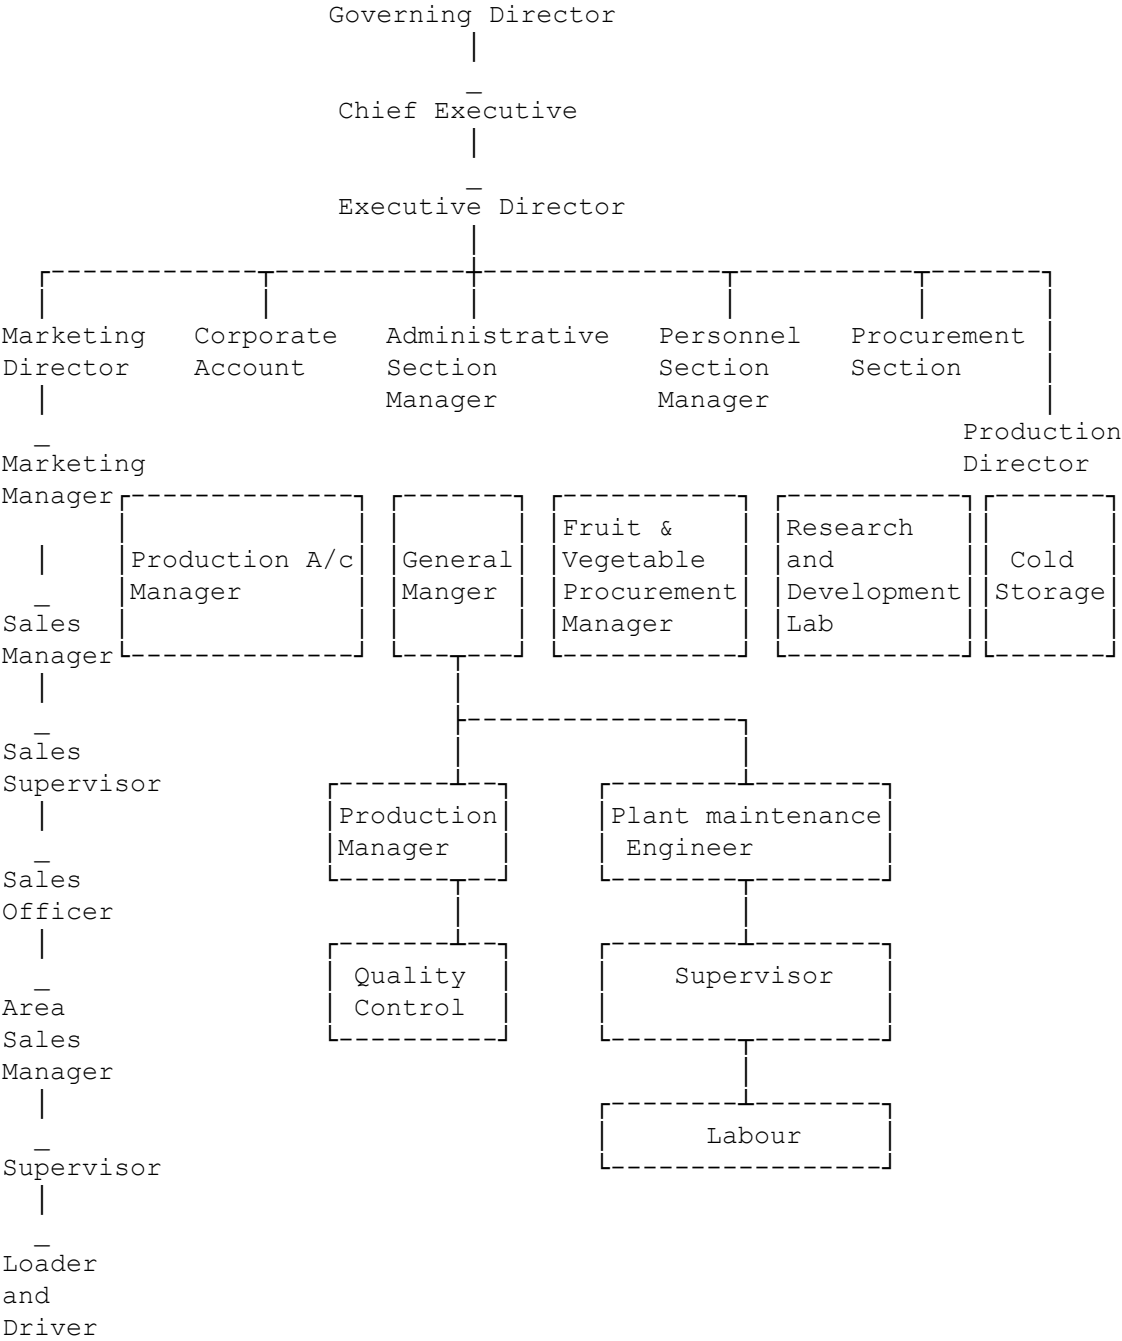 Governing Director
Chief Executive
Executive Director
Marketing Corporate Administrative Personnel Procurement
Director Account Section Section Section
Manager Manager
Production
Marketing Director
Manager
Fruit & Research
Production A/c General Vegetable and Cold
Manager Manger Procurement Development Storage
Sales Manager Lab
Manager
Sales
Supervisor
Production Plant maintenance
Manager Engineer
Sales
Officer
Quality Supervisor
Area Control
Sales
Manager
Labour
Supervisor
Loader
and
Driver